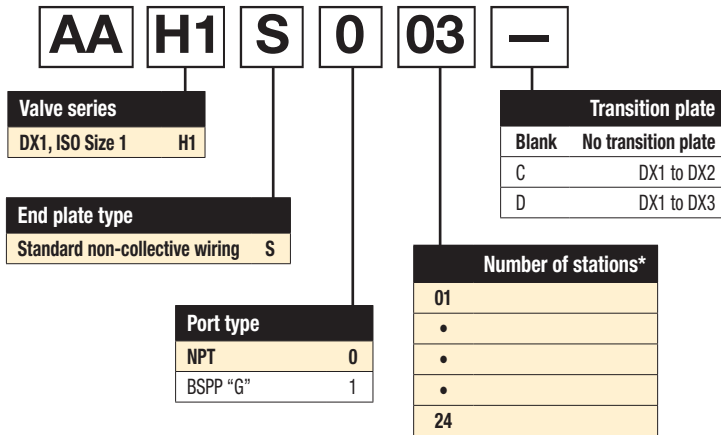 AA H1 S 0 03 —
Valve series
DX1, ISO Size 1 H1
Transition plate
Blank No transition plate
C DX1 to DX2
D DX1 to DX3
End plate type
Standard non-collective wiring S
Number of stations*
01
•
•
•
24
Port type
NPT 0
BSPP “G” 1